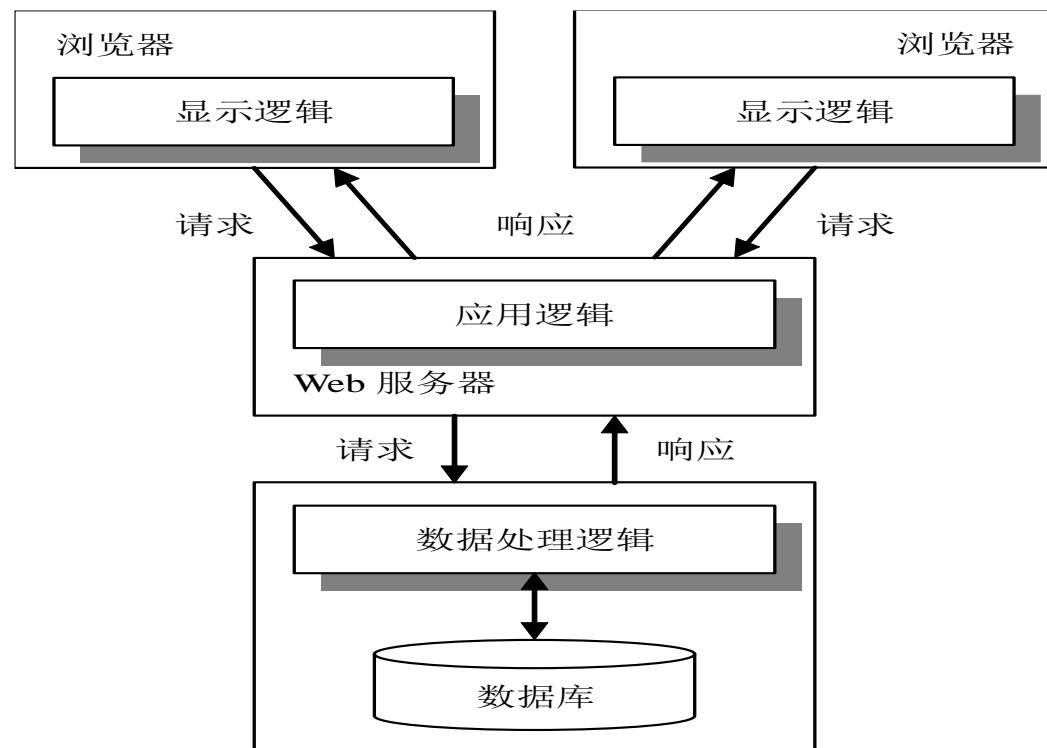 浏览器
浏览器
显示逻辑
显示逻辑
请求
响应
请求
应用逻辑
Web 服务器
请求
响应
数据处理逻辑
数据库